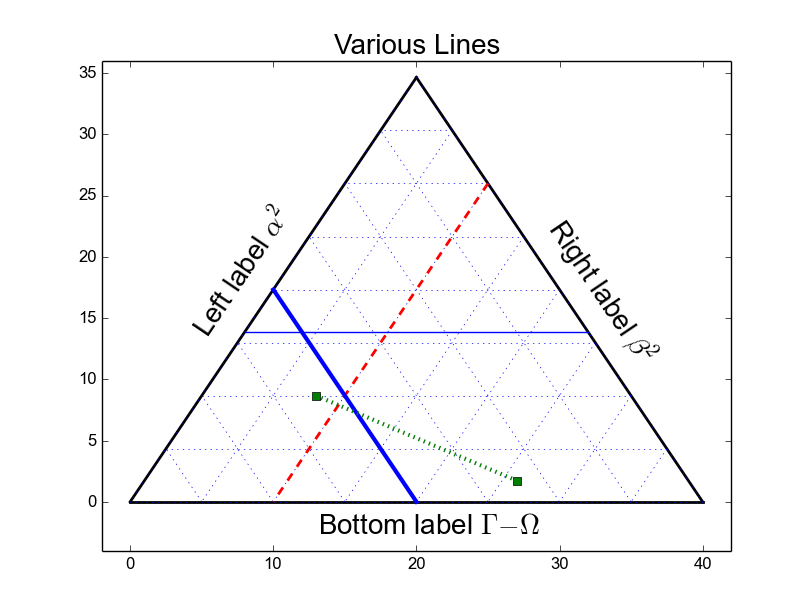 Various Lines
35
30
25
20
15
10
5
0
Left label α²
Right label β²
Bottom label Γ−Ω
0 10 20 30 40